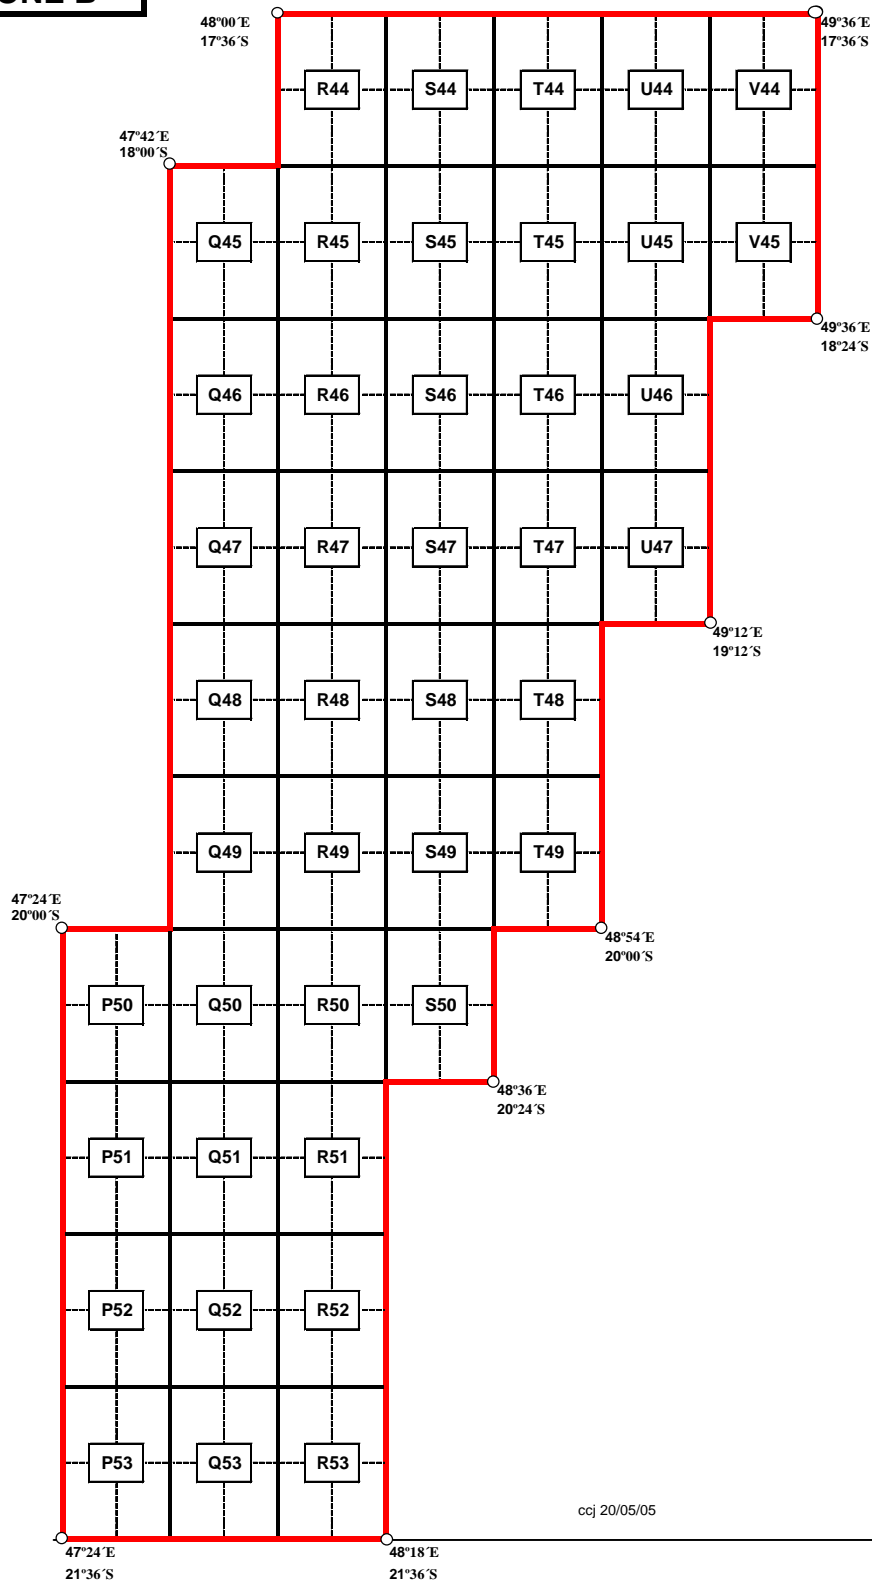 48º00´E
17º36´S
49º36´E
17º36´S
R44 S44 T44 U44 V44
47º42´E
18º00´S
Q45 R45 S45 T45 U45 V45
49º36´E
18º24´S
Q46 R46 S46 T46 U46
Q47 R47 S47 T47 U47
49º12´E
19º12´S
Q48 R48 S48 T48
Q49 R49 S49 T49
47º24´E
20º00´S
48º54´E
20º00´S
P50 Q50 R50 S50
48º36´E
20º24´S
P51 Q51 R51
P52 Q52 R52
P53 Q53 R53
ccj 20/05/05
47º24´E
21º36´S
48º18´E
21º36´S